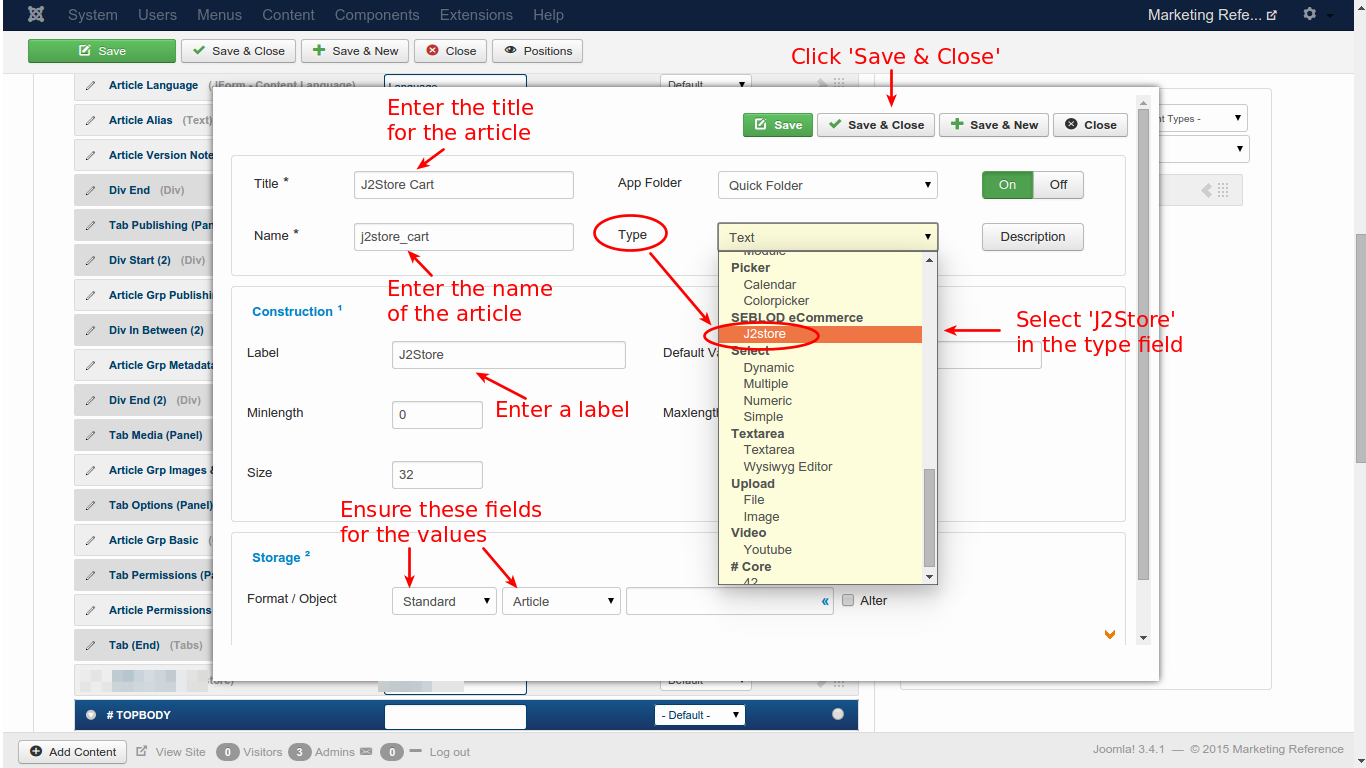 System Users Menus Content Components Extensions Help Marketing Refe...
Save Save & Close Save & New Close Positions
Click 'Save & Close'
Article Language (JForm - Content Language) Language Default
Article Alias (Text)
Article Version Note
Div End (Div)
Tab Publishing (Pan
Div Start (2) (Div)
Article Grp Publishi
Div In Between (2)
Article Grp Metadata
Div End (2) (Div)
Tab Media (Panel)
Article Grp Images &
Tab Options (Panel)
Article Grp Basic
Tab Permissions (Pa
Article Permissions
Tab (End) (Tabs)
tore) Default
# TOPBODY - Default -
nt Types -
Enter the title
for the article
Save Save & Close Save & New Close
Title * J2Store Cart App Folder Quick Folder On Off
Name * j2store_cart Type Text Description
Enter the name
of the article
Module
Picker
Calendar
Colorpicker
SEBLOD eCommerce
J2store
Select
Dynamic
Multiple
Numeric
Simple
Textarea
Textarea
Wysiwyg Editor
Upload
File
Image
Video
Youtube
# Core
42
Select 'J2Store'
in the type field
Construction 1
Label J2Store Default Va
Enter a label
Minlength 0 Maxlengt
Size 32
Ensure these fields
for the values
Storage 2
Format / Object Standard Article « Alter
Add Content View Site 0 Visitors 3 Admins 0 Log out Joomla! 3.4.1 — © 2015 Marketing Reference